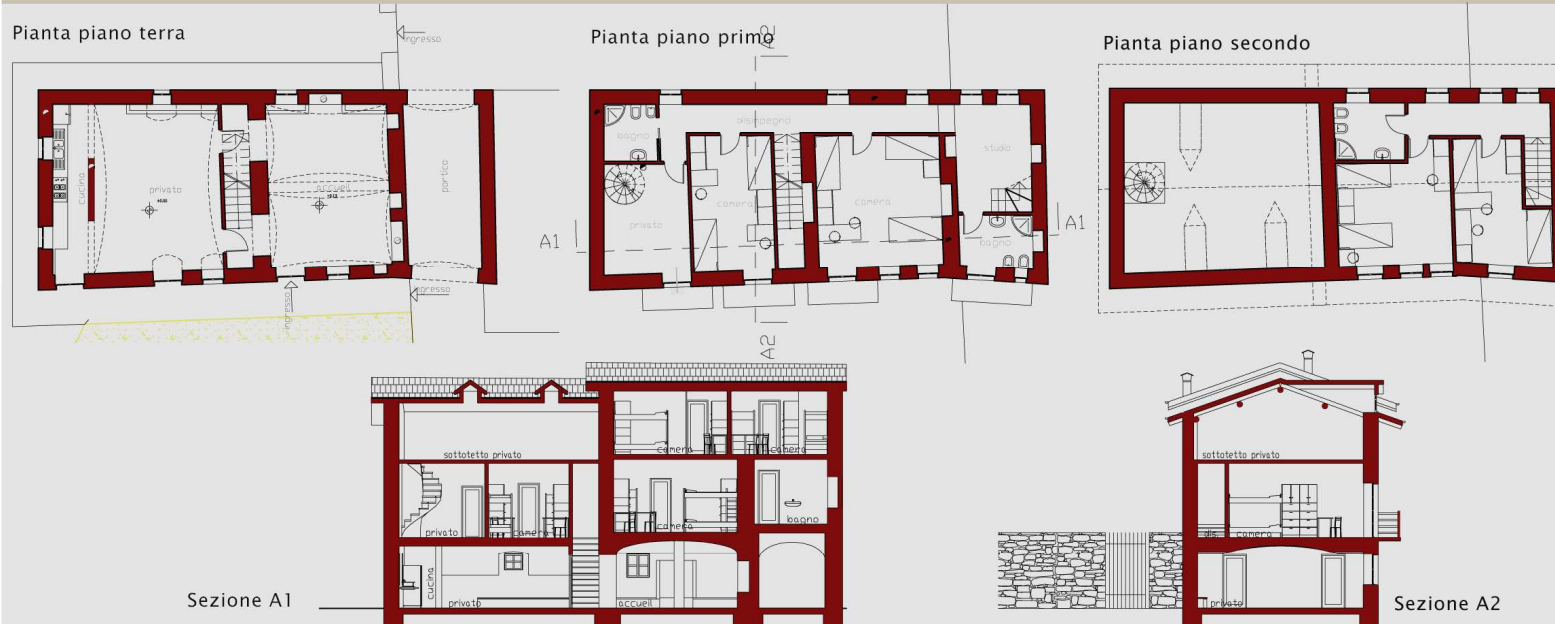 Pianta piano terra
ingresso
cucina
privato
accueil
portico
ingresso
ingresso
Pianta piano primo
A2
bagno
disimpegno
studio
privato
camera
camera
bagno
A1
A1
A2
Pianta piano secondo
sottotetto privato
camera
camera
privato
camera
camera
bagno
cucina
privato
accueil
Sezione A1
sottotetto privato
dis.
camera
privato
Sezione A2